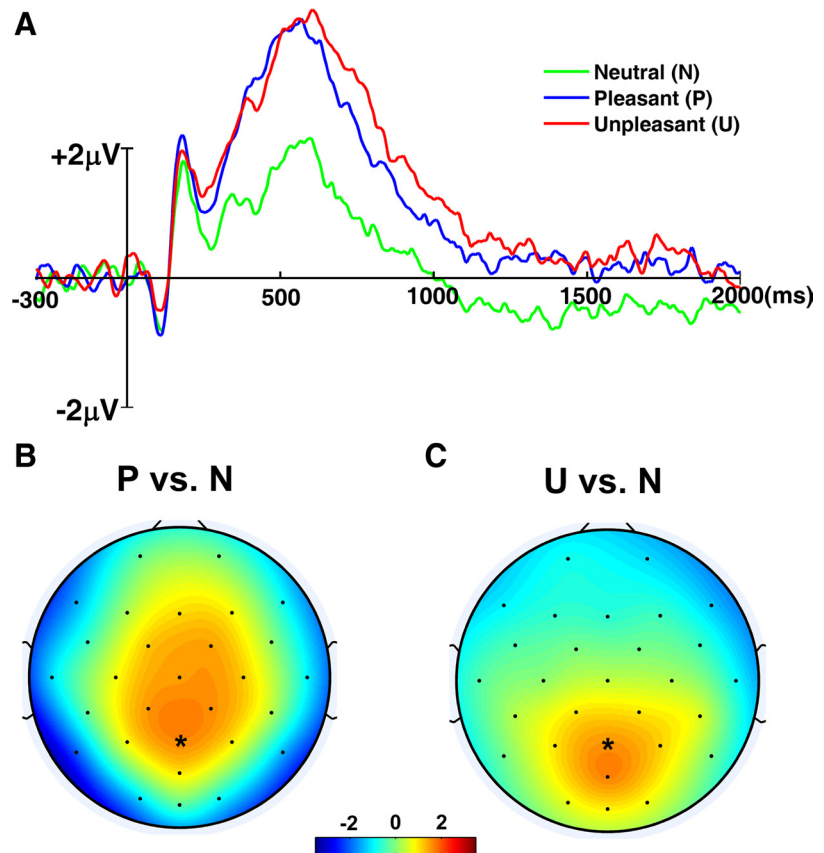 A
Neutral (N)
Pleasant (P)
Unpleasant (U)
+2μV
-300
500
1000
1500
2000(ms)
-2μV
B
C
P vs. N
U vs. N
*
*
-2
0
2